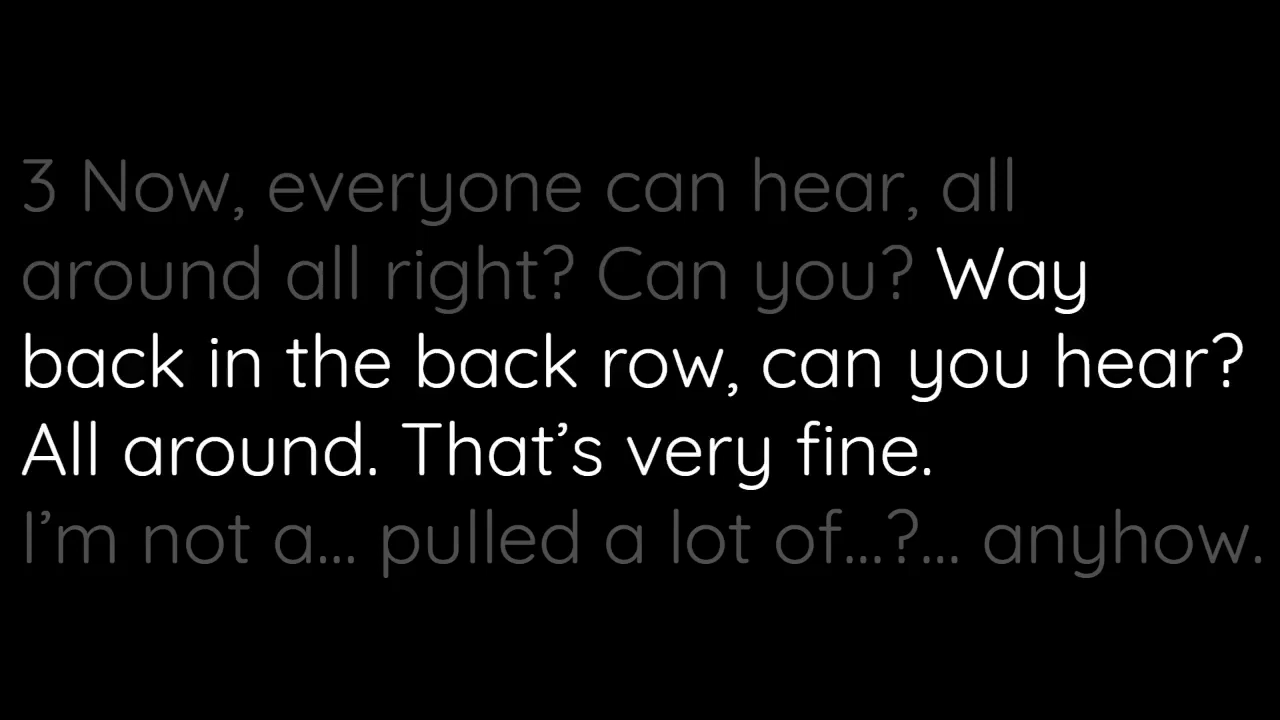 3 Now, everyone can hear, all
around all right? Can you? Way
back in the back row, can you hear?
All around. That’s very fine.
I’m not a... pulled a lot of...?... anyhow.